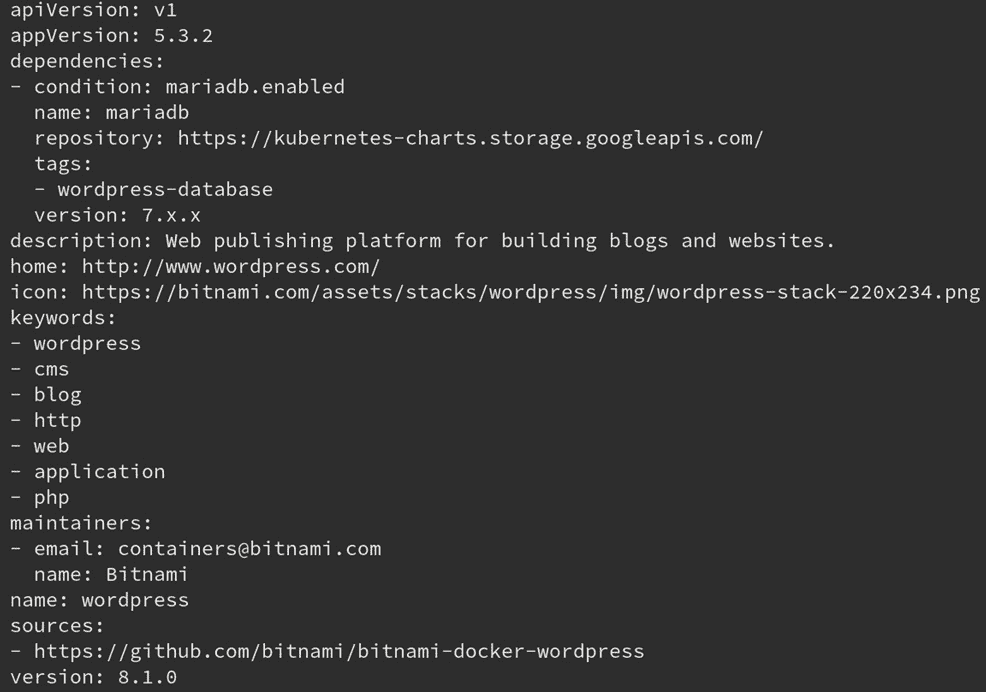 apiVersion: v1
appVersion: 5.3.2
dependencies:
- condition: mariadb.enabled
  name: mariadb
  repository: https://kubernetes-charts.storage.googleapis.com/
  tags:
  - wordpress-database
  version: 7.x.x
description: Web publishing platform for building blogs and websites.
home: http://www.wordpress.com/
icon: https://bitnami.com/assets/stacks/wordpress/img/wordpress-stack-220x234.png
keywords:
- wordpress
- cms
- blog
- http
- web
- application
- php
maintainers:
- email: containers@bitnami.com
  name: Bitnami
name: wordpress
sources:
- https://github.com/bitnami/bitnami-docker-wordpress
version: 8.1.0